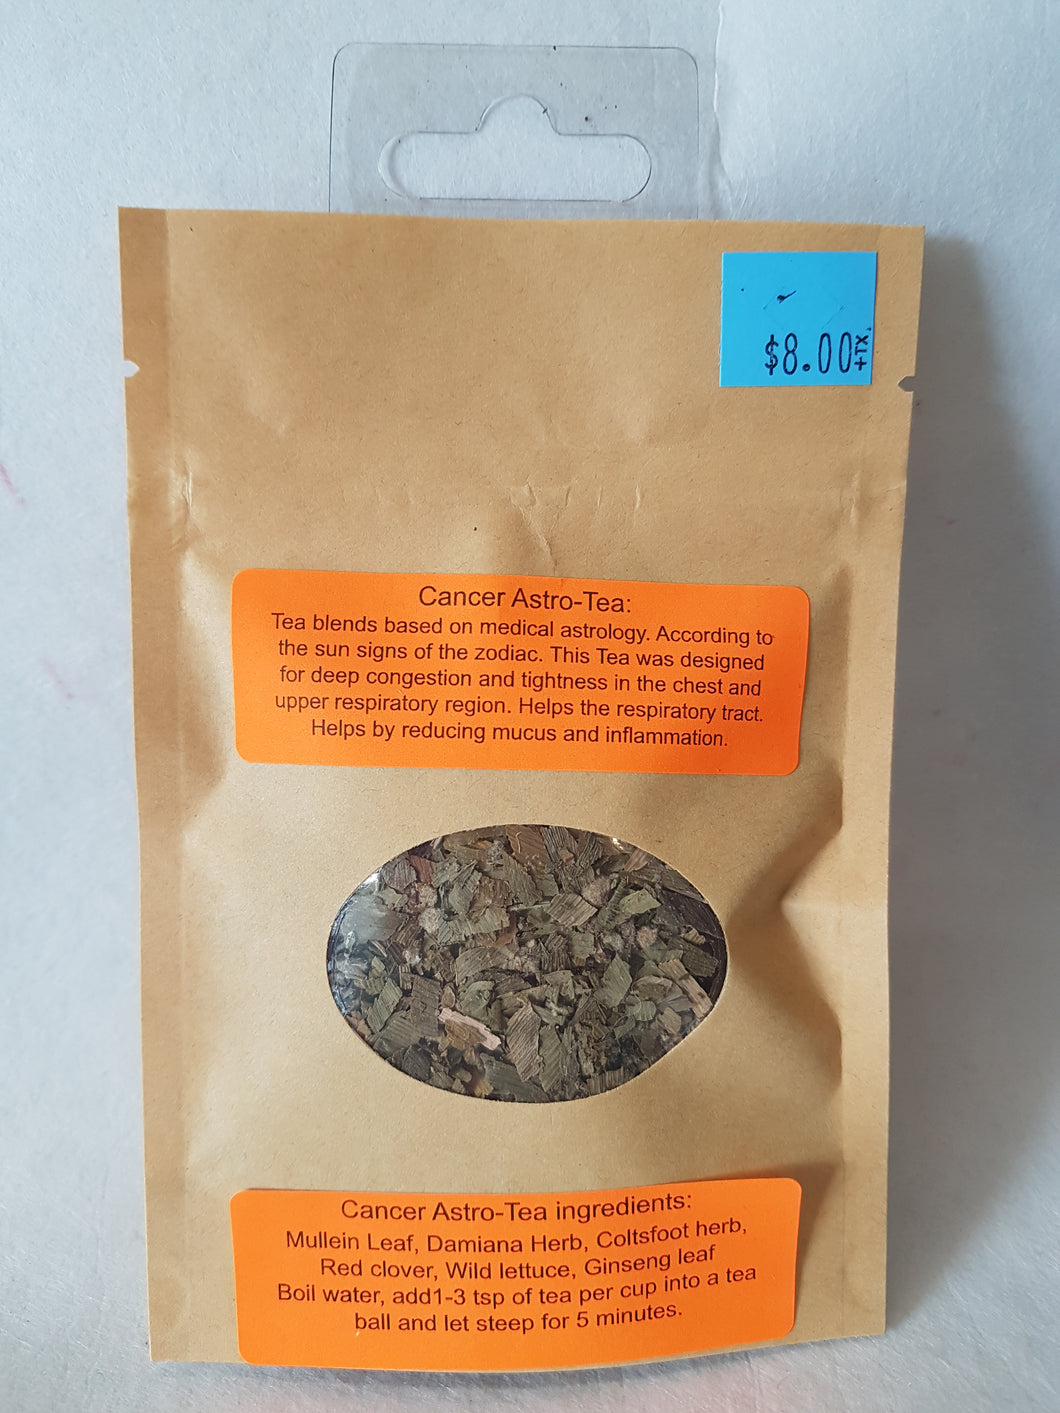 $8.00+TX.
Cancer Astro-Tea:
Tea blends based on medical astrology. According to
the sun signs of the zodiac. This Tea was designed
for deep congestion and tightness in the chest and
upper respiratory region. Helps the respiratory tract.
Helps by reducing mucus and inflammation.
Cancer Astro-Tea ingredients:
Mullein Leaf, Damiana Herb, Coltsfoot herb,
Red clover, Wild lettuce, Ginseng leaf
Boil water, add1-3 tsp of tea per cup into a tea
ball and let steep for 5 minutes.